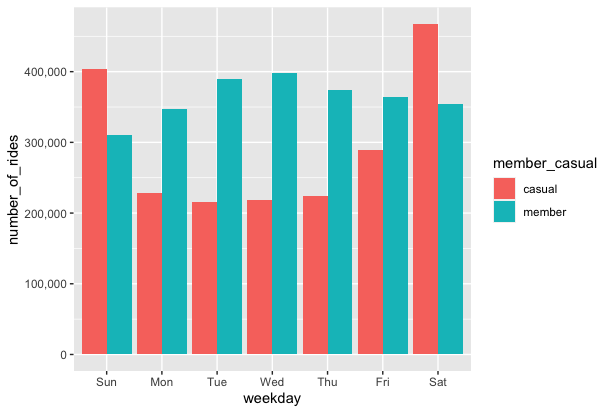 number_of_rides
400,000
300,000
200,000
100,000
0
Sun Mon Tue Wed Thu Fri Sat
weekday
member_casual
casual
member